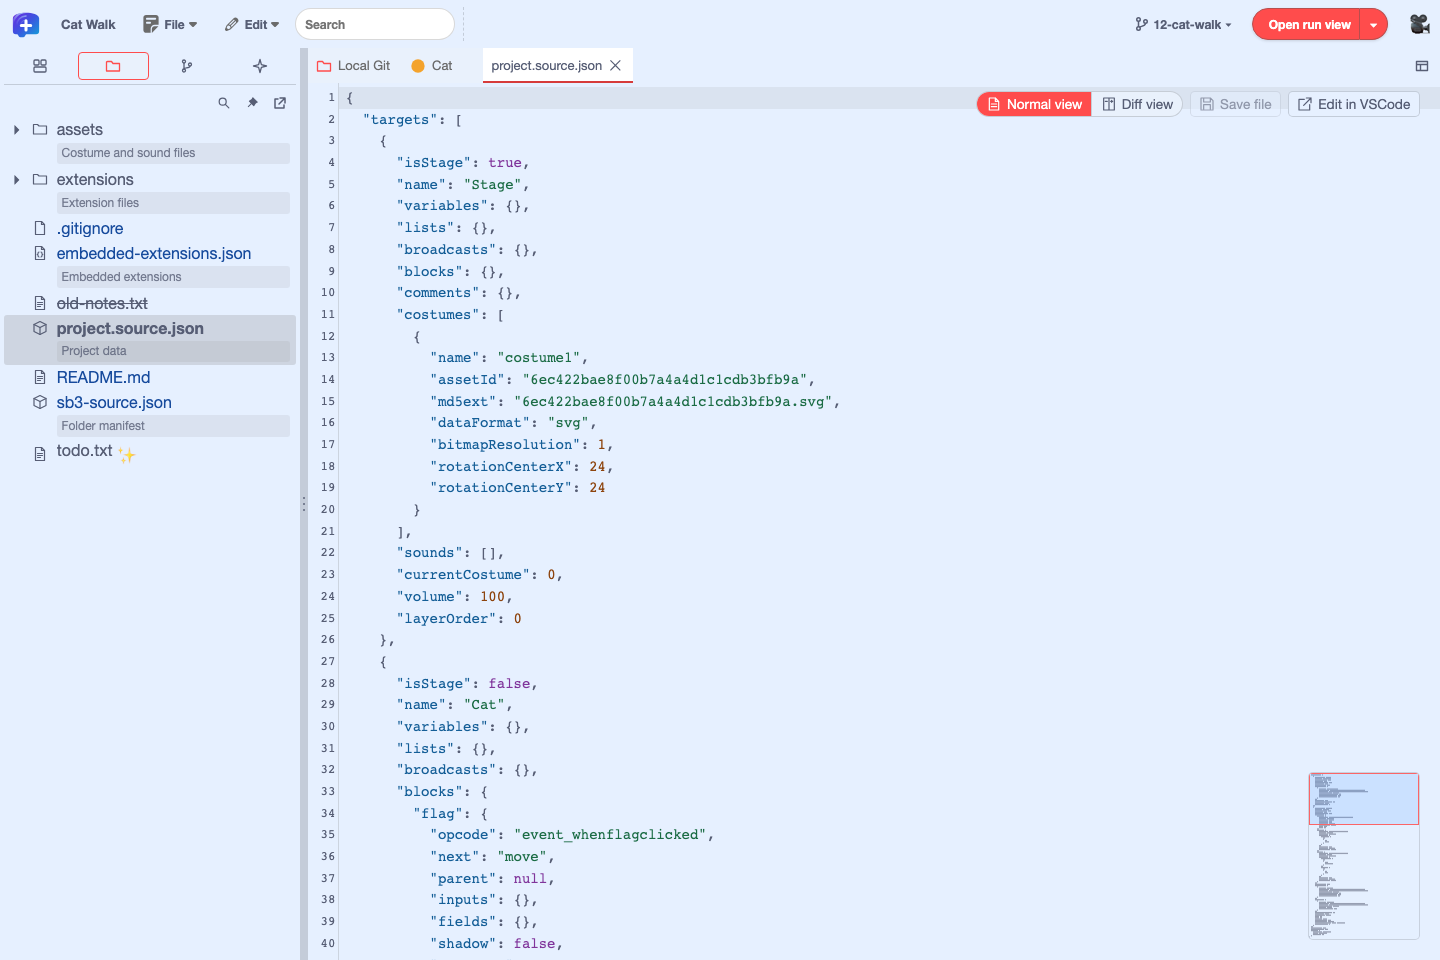 Cat Walk
File
Edit
Search
12-cat-walk
Open run view
Local Git
Cat
project.source.json
Normal view
Diff view
Save file
Edit in VSCode
assets
Costume and sound files
extensions
Extension files
.gitignore
embedded-extensions.json
Embedded extensions
old-notes.txt
project.source.json
Project data
README.md
sb3-source.json
Folder manifest
todo.txt ✨
1 {
2 "targets": [
3 {
4 "isStage": true,
5 "name": "Stage",
6 "variables": {},
7 "lists": {},
8 "broadcasts": {},
9 "blocks": {},
10 "comments": {},
11 "costumes": [
12 {
13 "name": "costume1",
14 "assetId": "6ec422bae8f00b7a4a4d1c1cdb3bfb9a",
15 "md5ext": "6ec422bae8f00b7a4a4d1c1cdb3bfb9a.svg",
16 "dataFormat": "svg",
17 "bitmapResolution": 1,
18 "rotationCenterX": 24,
19 "rotationCenterY": 24
20 }
21 ],
22 "sounds": [],
23 "currentCostume": 0,
24 "volume": 100,
25 "layerOrder": 0
26 },
27 {
28 "isStage": false,
29 "name": "Cat",
30 "variables": {},
31 "lists": {},
32 "broadcasts": {},
33 "blocks": {
34 "flag": {
35 "opcode": "event_whenflagclicked",
36 "next": "move",
37 "parent": null,
38 "inputs": {},
39 "fields": {},
40 "shadow": false,